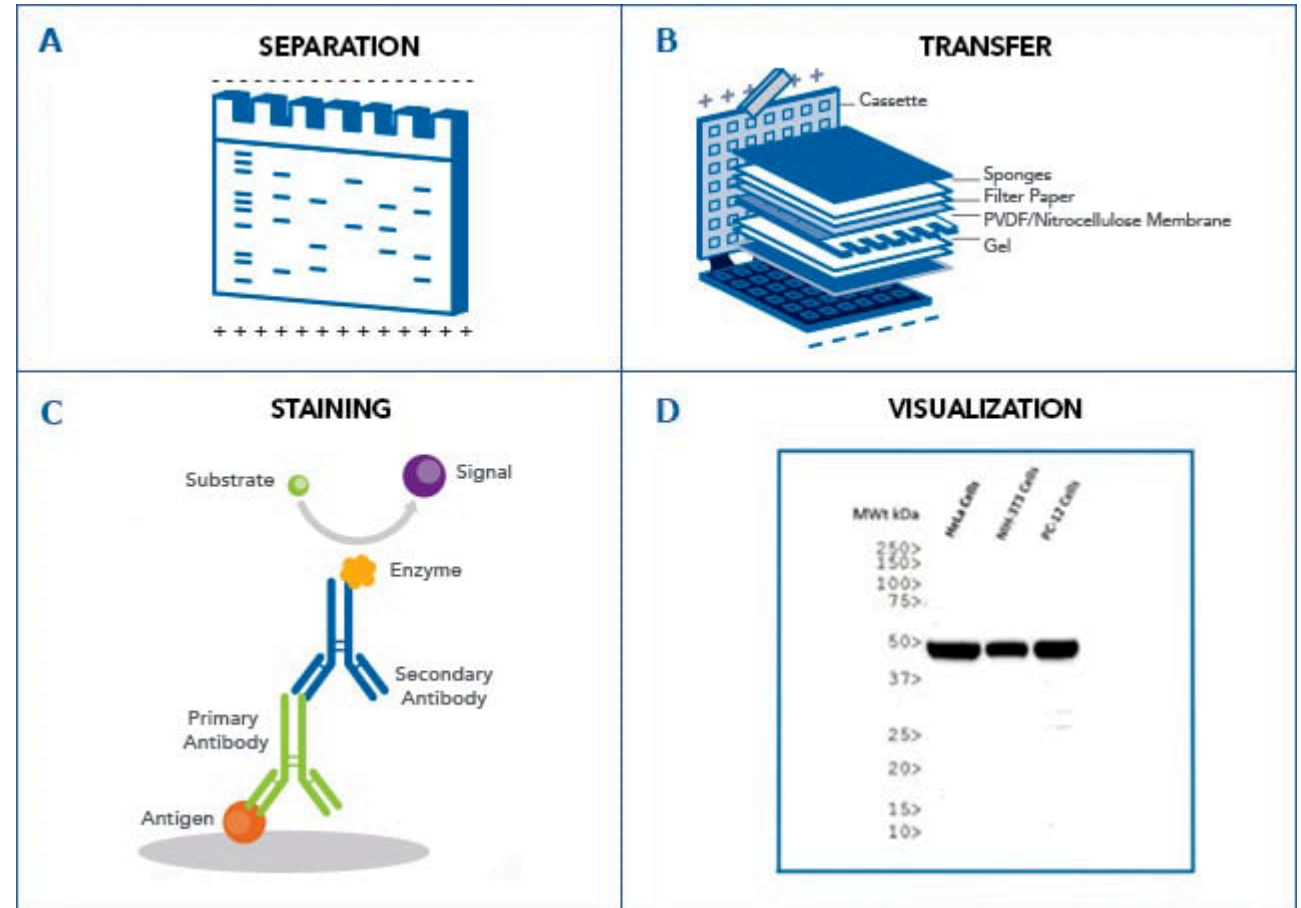 A
SEPARATION
- - - - - - - - - - - - - - - - - - - - - - - -
+ + + + + + + + + + + + +
B
TRANSFER
+ + + + +
Cassette
Sponges
Filter Paper
PVDF/Nitrocellulose Membrane
Gel
- - - - - - - -
C
STAINING
Substrate
Signal
Enzyme
Secondary
Antibody
Primary
Antibody
Antigen
D
VISUALIZATION
MWt kDa
HeLa Cells
NIH-3T3 Cells
PC-12 Cells
250>
150>
100>
75>
50>
37>
25>
20>
15>
10>